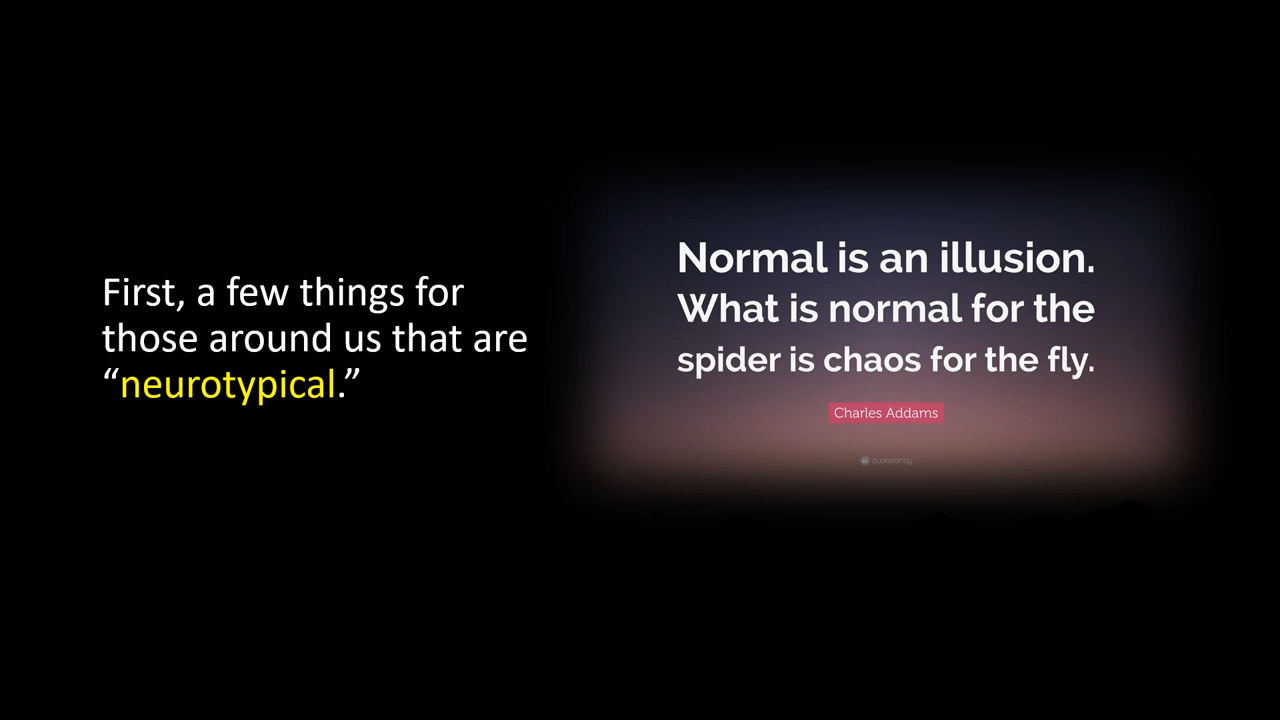 First, a few things for
those around us that are
“neurotypical.”
Normal is an illusion.
What is normal for the
spider is chaos for the fly.
Charles Addams
quotefancy